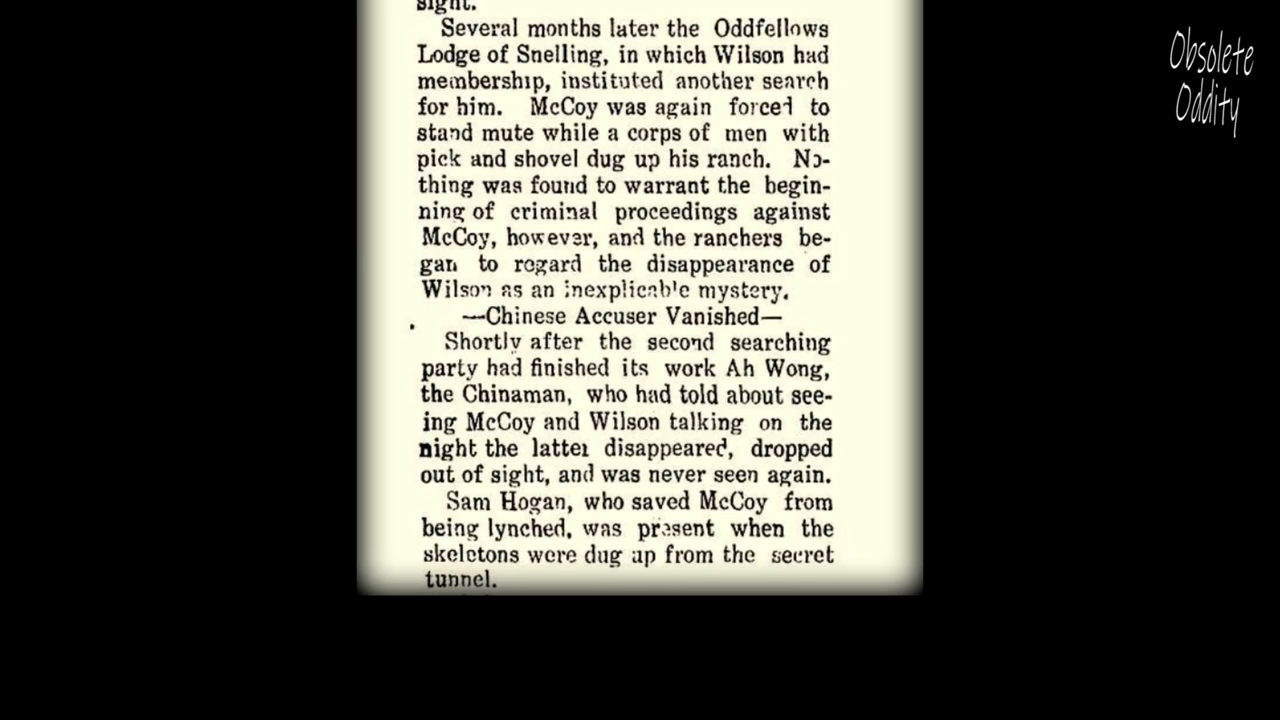 sight.
Several months later the Oddfellows
Lodge of Snelling, in which Wilson had
membership, instituted another search
for him. McCoy was again forced to
stand mute while a corps of men with
pick and shovel dug up his ranch. No-
thing was found to warrant the begin-
ning of criminal proceedings against
McCoy, however, and the ranchers be-
gan to regard the disappearance of
Wilson as an inexplicable mystery.
—Chinese Accuser Vanished—
Shortly after the second searching
party had finished its work Ah Wong,
the Chinaman, who had told about see-
ing McCoy and Wilson talking on the
night the latter disappeared, dropped
out of sight, and was never seen again.
Sam Hogan, who saved McCoy from
being lynched, was present when the
skeletons were dug up from the secret
tunnel.
Obsolete
Oddity